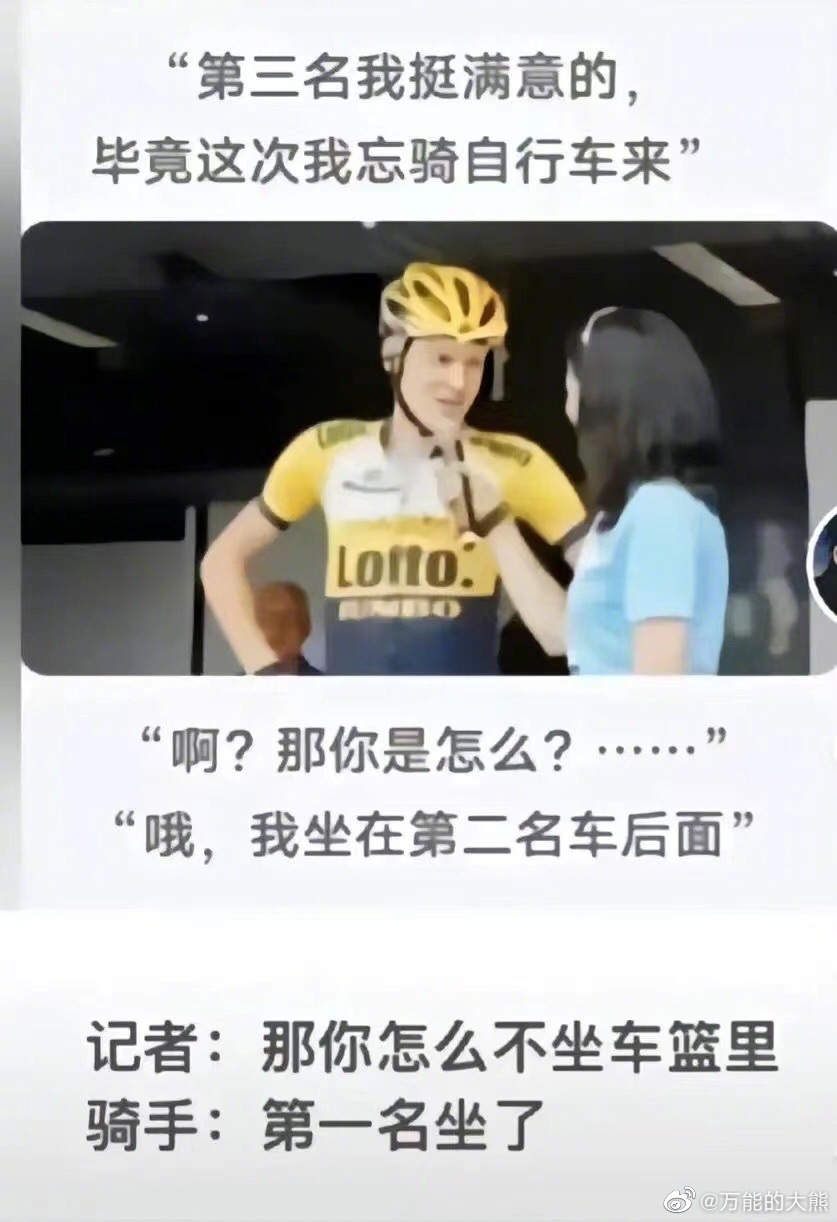 “第三名我挺满意的，
毕竟这次我忘骑自行车来”
Lotto
JUMBO
“啊？那你是怎么？……”
“哦，我坐在第二名车后面”
记者：那你怎么不坐车篮里
骑手：第一名坐了
@万能的大熊